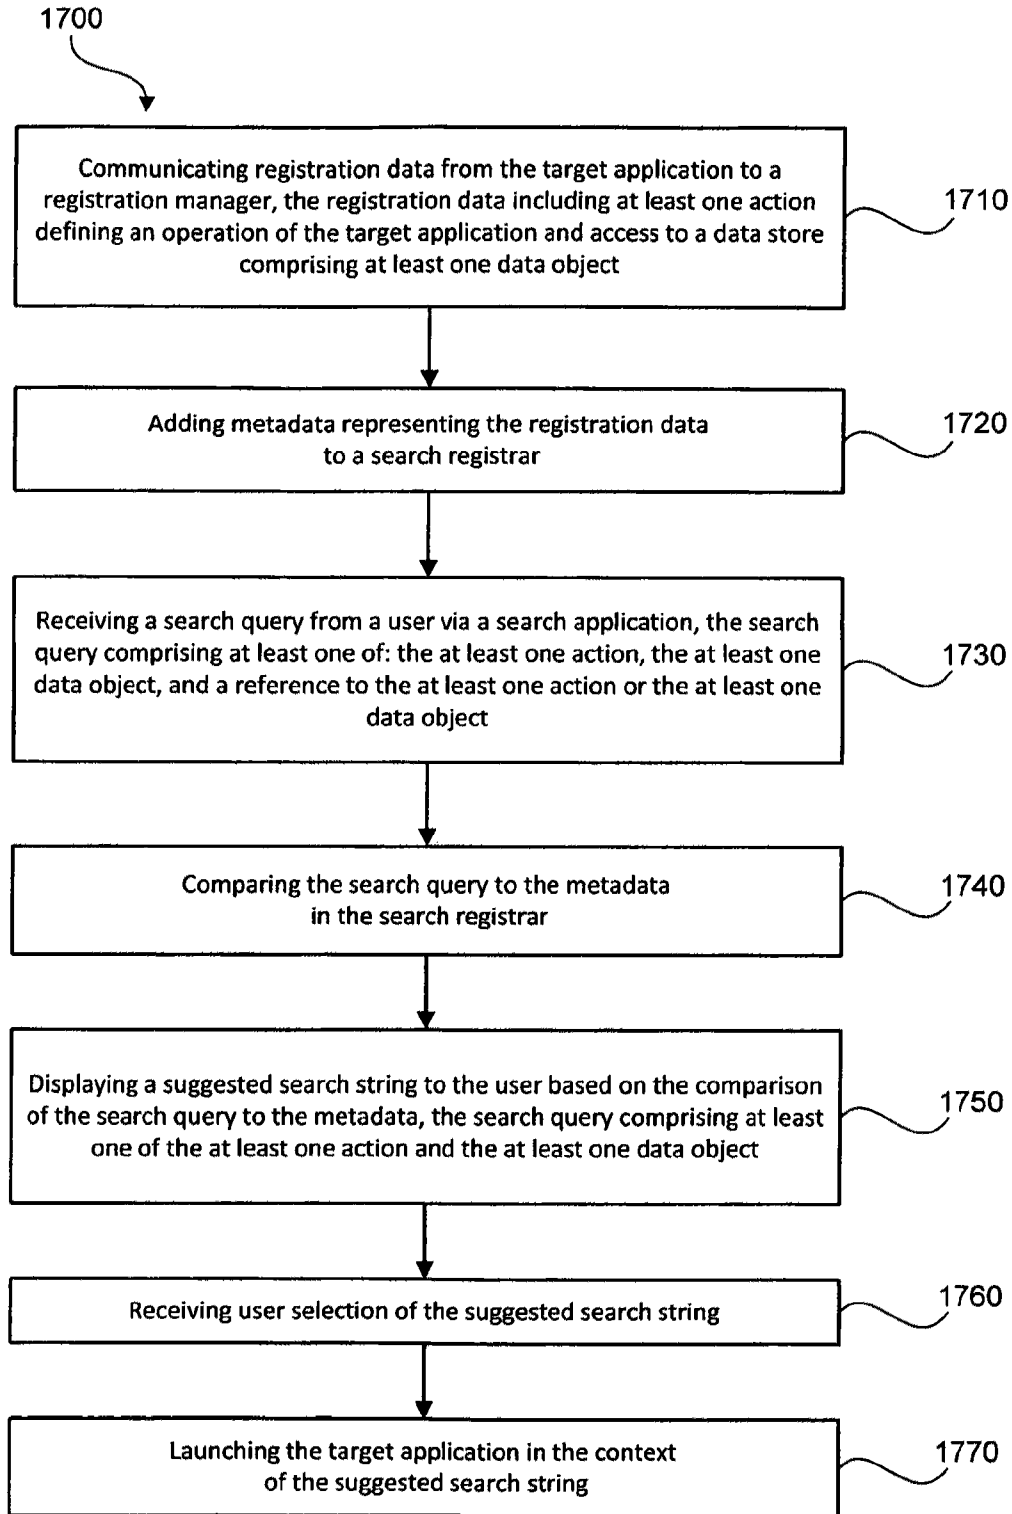 1700
Communicating registration data from the target application to a
registration manager, the registration data including at least one action
defining an operation of the target application and access to a data store
comprising at least one data object
1710
Adding metadata representing the registration data
to a search registrar
1720
Receiving a search query from a user via a search application, the search
query comprising at least one of: the at least one action, the at least one
data object, and a reference to the at least one action or the at least one
data object
1730
Comparing the search query to the metadata
in the search registrar
1740
Displaying a suggested search string to the user based on the comparison
of the search query to the metadata, the search query comprising at least
one of the at least one action and the at least one data object
1750
Receiving user selection of the suggested search string
1760
Launching the target application in the context
of the suggested search string
1770